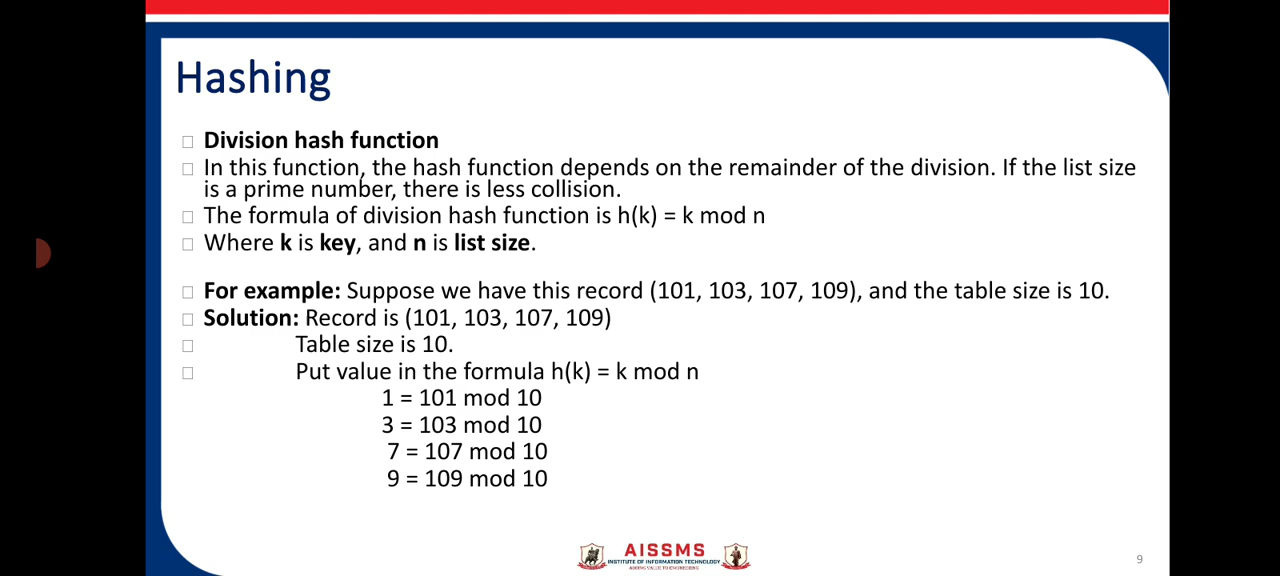 Hashing
Division hash function
In this function, the hash function depends on the remainder of the division. If the list size
is a prime number, there is less collision.
The formula of division hash function is h(k) = k mod n
Where k is key, and n is list size.
For example: Suppose we have this record (101, 103, 107, 109), and the table size is 10.
Solution: Record is (101, 103, 107, 109)
Table size is 10.
Put value in the formula h(k) = k mod n
1 = 101 mod 10
3 = 103 mod 10
7 = 107 mod 10
9 = 109 mod 10
AISSMS
INSTITUTE OF INFORMATION TECHNOLOGY
ADDING VALUE TO ENGINEERING
9